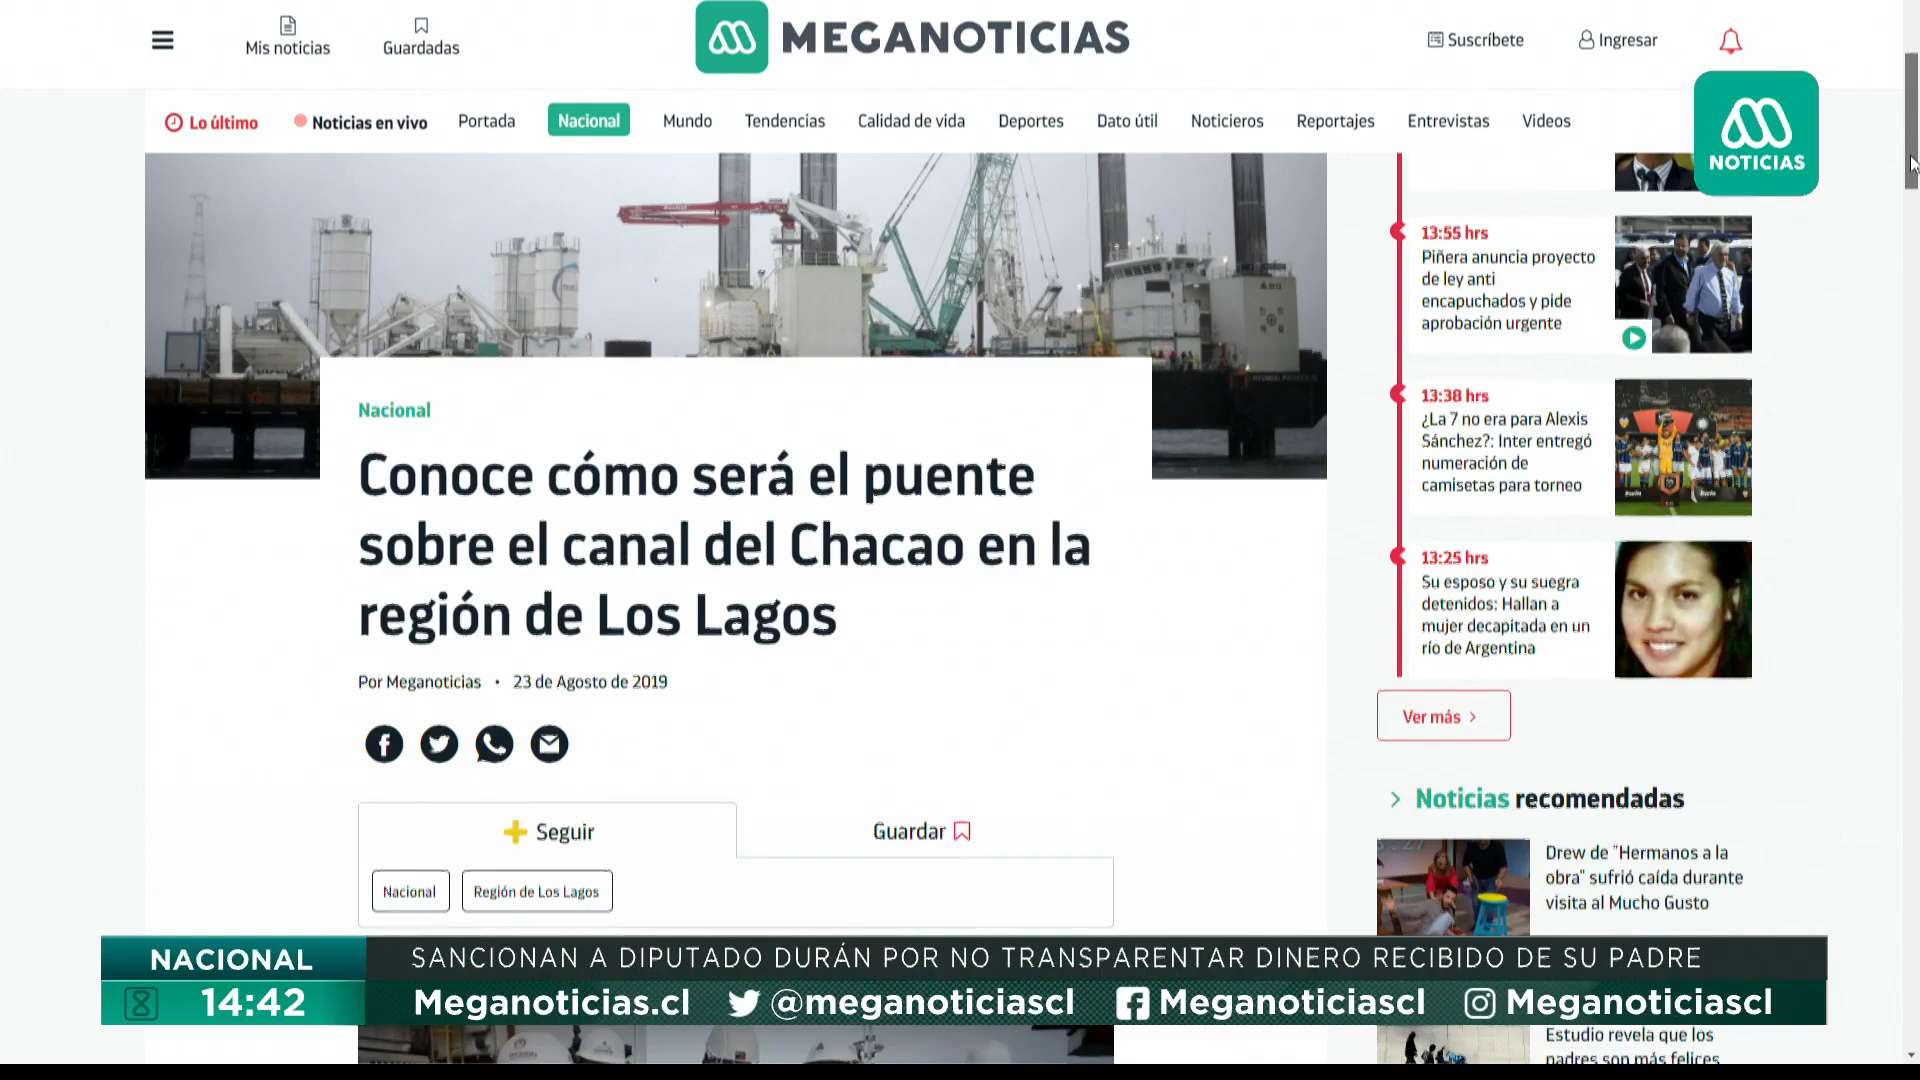 Mis noticias
Guardadas
MEGANOTICIAS
Suscríbete
Ingresar
Lo último
Noticias en vivo
Portada
Nacional
Mundo
Tendencias
Calidad de vida
Deportes
Dato útil
Noticieros
Reportajes
Entrevistas
Videos
NOTICIAS
Nacional
Conoce cómo será el puente
sobre el canal del Chacao en la
región de Los Lagos
Por Meganoticias • 23 de Agosto de 2019
Seguir
Guardar
Nacional
Región de Los Lagos
13:55 hrs
Piñera anuncia proyecto
de ley anti
encapuchados y pide
aprobación urgente
13:38 hrs
¿La 7 no era para Alexis
Sánchez?: Inter entregó
numeración de
camisetas para torneo
13:25 hrs
Su esposo y su suegra
detenidos: Hallan a
mujer decapitada en un
río de Argentina
Ver más
Noticias recomendadas
Drew de "Hermanos a la
obra" sufrió caída durante
visita al Mucho Gusto
Estudio revela que los
padres son más felices
NACIONAL
SANCIONAN A DIPUTADO DURÁN POR NO TRANSPARENTAR DINERO RECIBIDO DE SU PADRE
14:42
Meganoticias.cl
@meganoticiascl
Meganoticiascl
Meganoticiascl